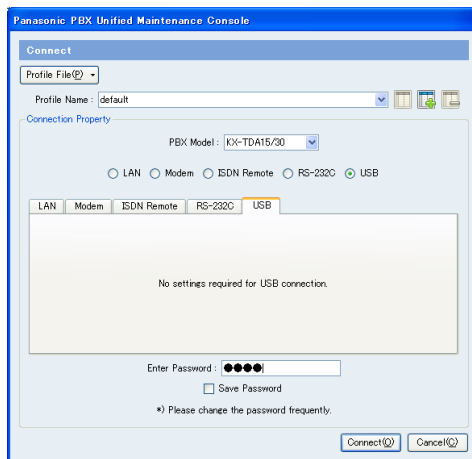 Panasonic PBX Unified Maintenance Console
Connect
Profile File(P)
Profile Name : default
Connection Property
PBX Model : KX-TDA15/30
LAN Modem ISDN Remote RS-232C USB
LAN Modem ISDN Remote RS-232C USB
No settings required for USB connection.
Enter Password : ●●●●
Save Password
*) Please change the password frequently.
Connect(O) Cancel(C)